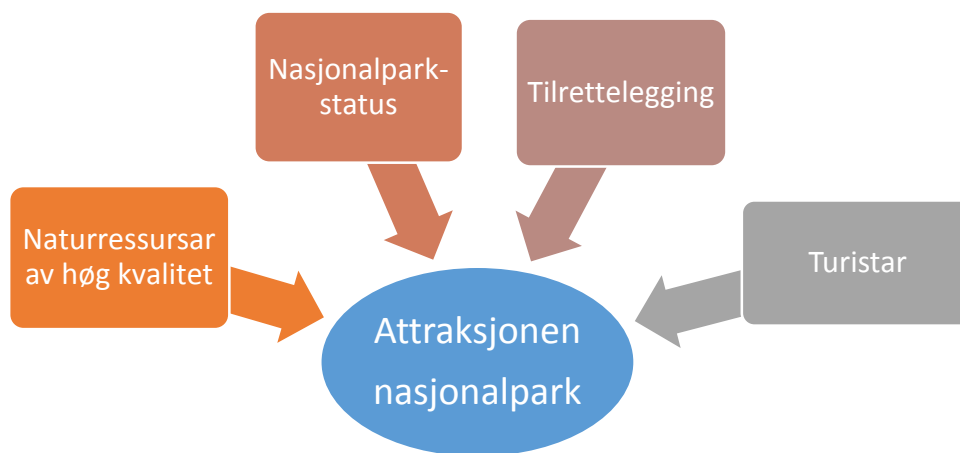 Nasjonalpark-
status
Tilrettelegging
Naturressursar
av høg kvalitet
Turistar
Attraksjonen
nasjonalpark